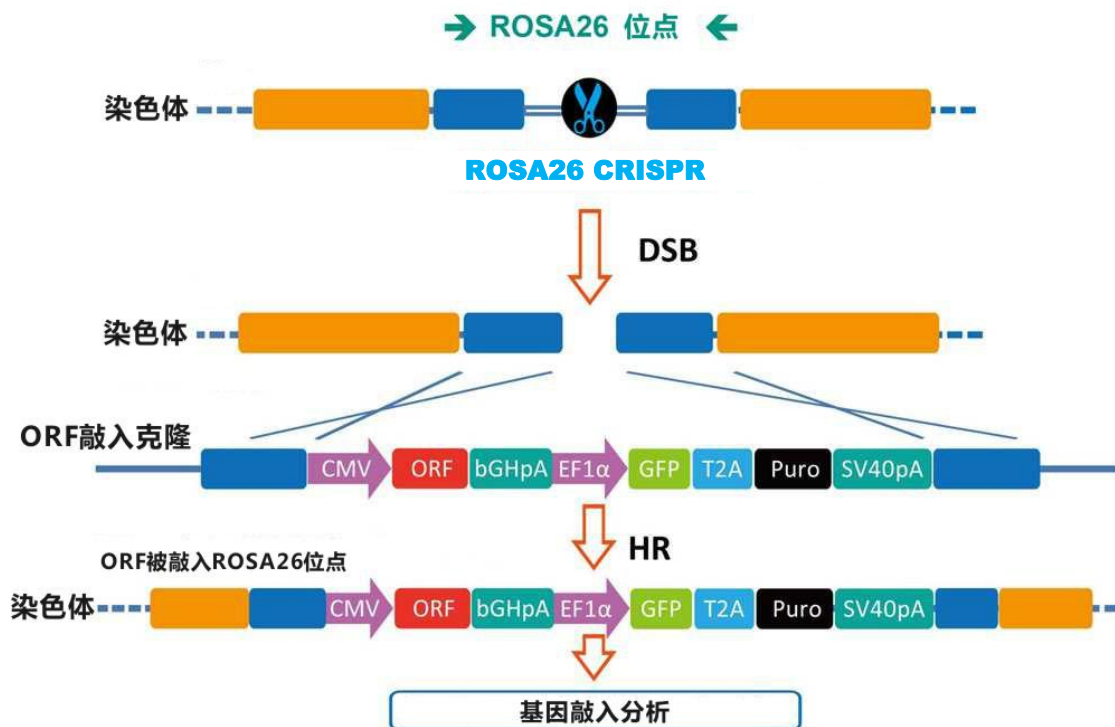 ROSA26 位点
染色体
ROSA26 CRISPR
DSB
染色体
ORF敲入克隆
CMV ORF bGHpA EF1α GFP T2A Puro SV40pA
HR
ORF被敲入ROSA26位点
染色体 CMV ORF bGHpA EF1α GFP T2A Puro SV40pA
基因敲入分析